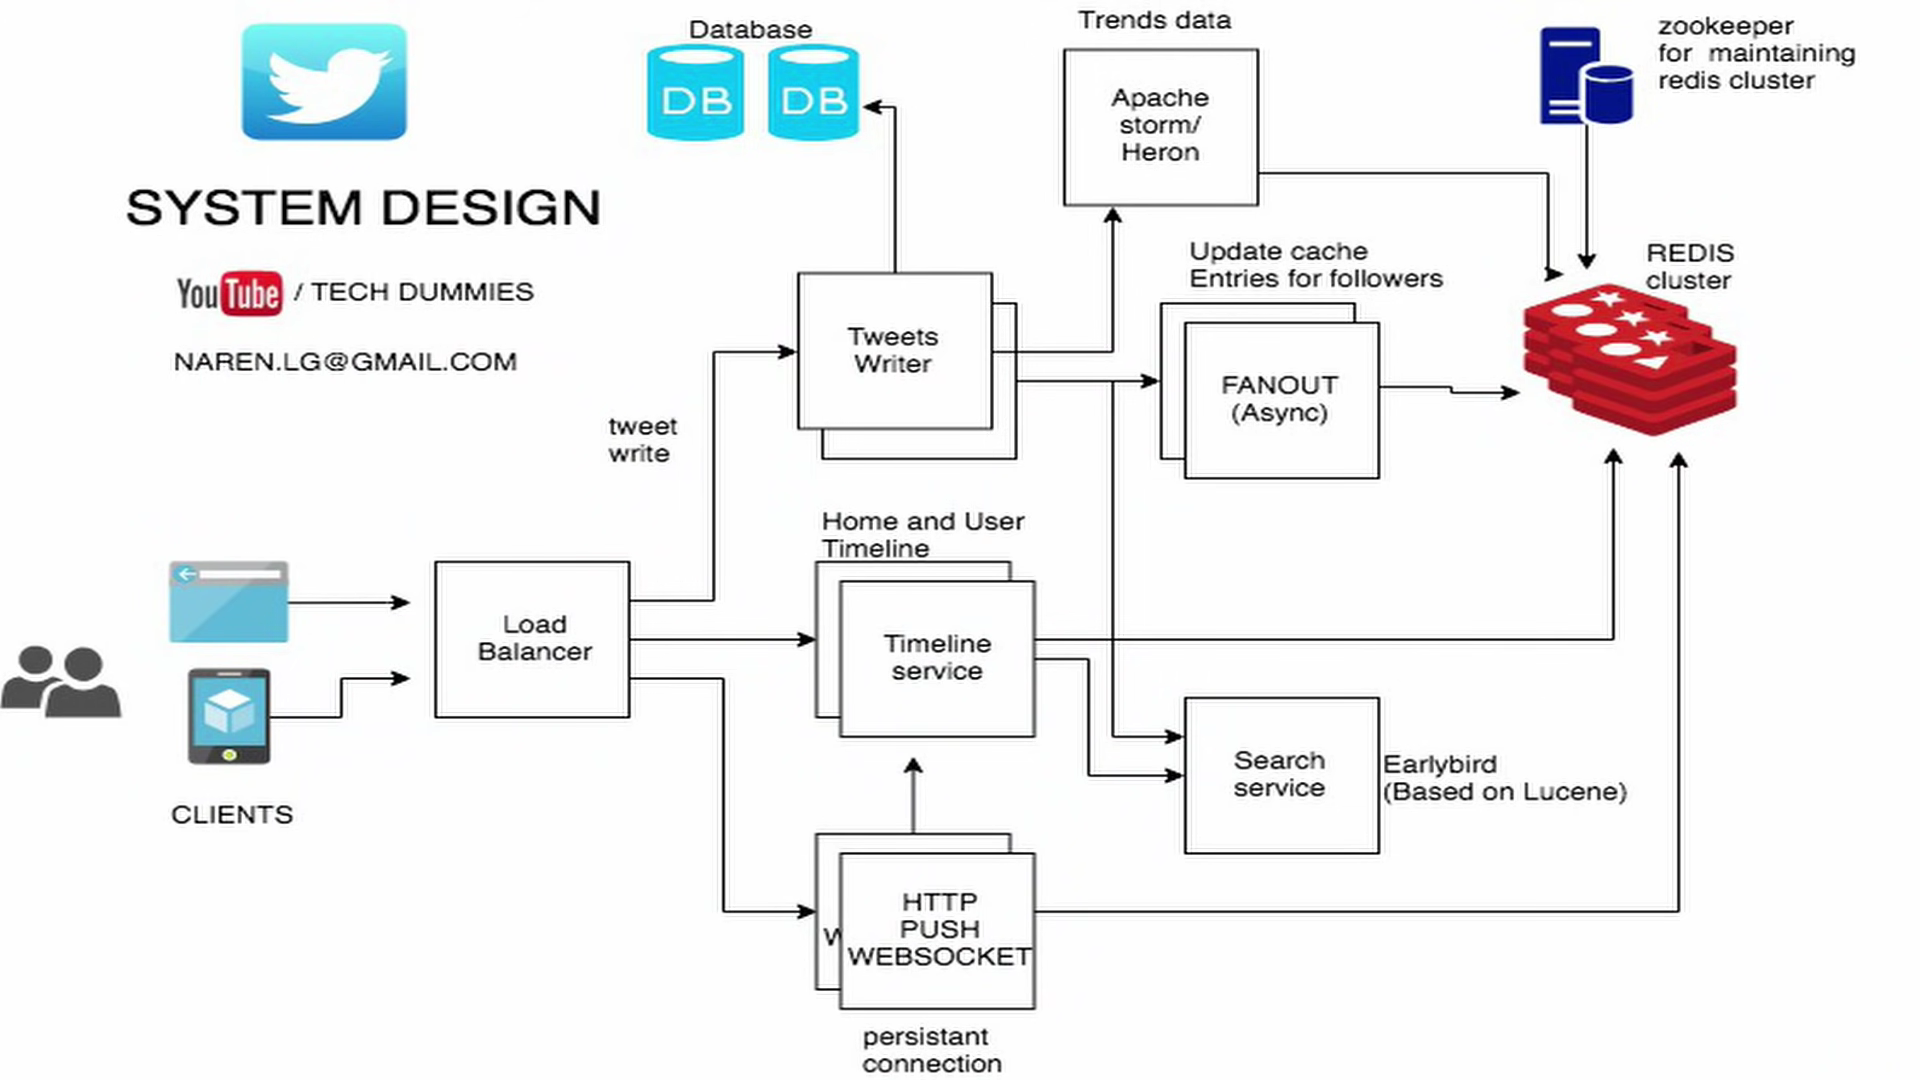 Database
DB
DB
Trends data
Apache
storm/
Heron
zookeeper
for maintaining
redis cluster
SYSTEM DESIGN
YouTube / TECH DUMMIES
NAREN.LG@GMAIL.COM
Update cache
Entries for followers
REDIS
cluster
Tweets
Writer
FANOUT
(Async)
tweet
write
Home and User
Timeline
Load
Balancer
Timeline
service
Search
service
Earlybird
(Based on Lucene)
CLIENTS
W
HTTP
PUSH
WEBSOCKET
persistant
connection